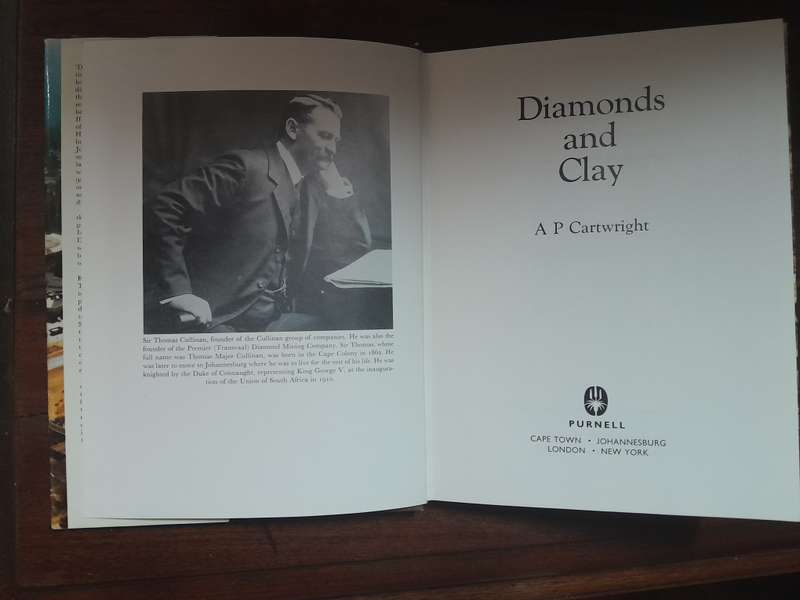 Sir Thomas Cullinan, founder of the Cullinan group of companies. He was also the
founder of the Premier (Transvaal) Diamond Mining Company. Sir Thomas, whose
full name was Thomas Major Cullinan, was born in the Cape Colony in 1862. He
was later to move to Johannesburg where he was to live for the rest of his life. He was
knighted by the Duke of Connaught, representing King George V, at the inaugura-
tion of the Union of South Africa in 1910.
Diamonds
and
Clay
A P Cartwright
PURNELL
CAPE TOWN • JOHANNESBURG
LONDON • NEW YORK